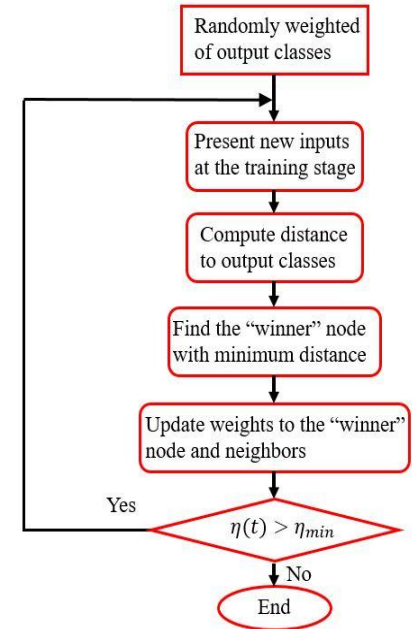 Randomly weighted
of output classes
Present new inputs
at the training stage
Compute distance
to output classes
Find the “winner” node
with minimum distance
Update weights to the “winner”
node and neighbors
Yes
η(t) > ηmin
No
End